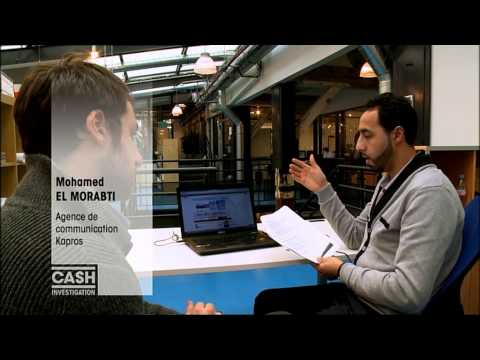 Mohamed
EL MORABTI
Agence de
communication
Kapros
CASH
INVESTIGATION